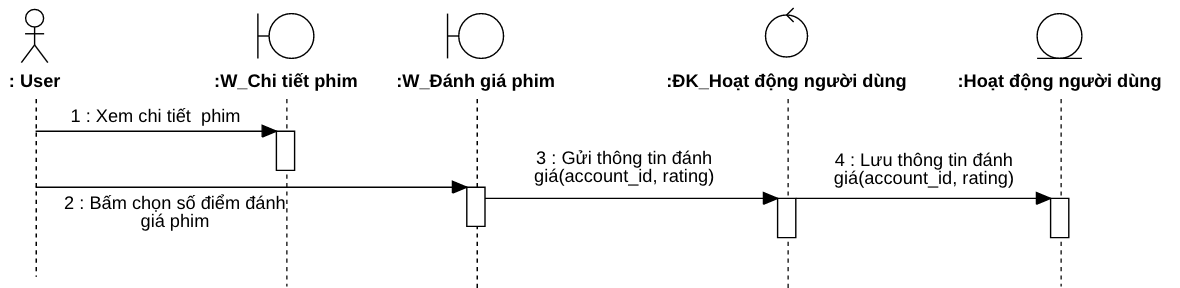 : User
:W_Chi tiết phim
:W_Đánh giá phim
:ĐK_Hoạt động người dùng
:Hoạt động người dùng
1 : Xem chi tiết  phim
2 : Bấm chọn số điểm đánh
giá phim
3 : Gửi thông tin đánh
giá(account_id, rating)
4 : Lưu thông tin đánh
giá(account_id, rating)